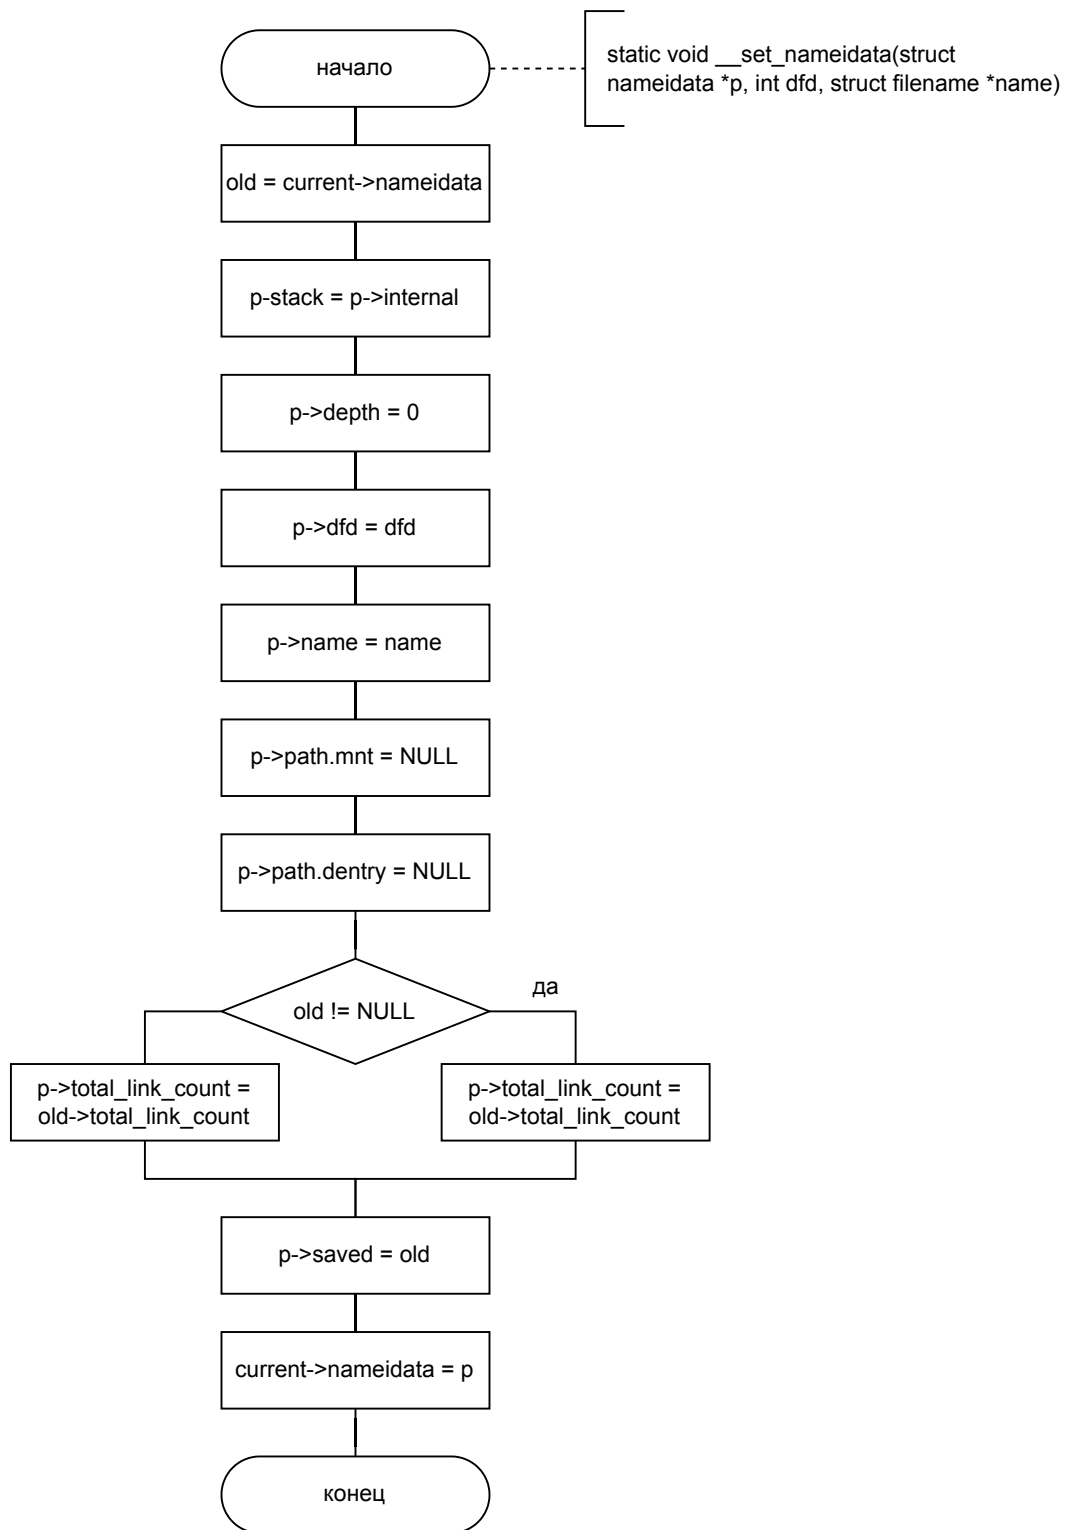 начало
static void __set_nameidata(struct
nameidata *p, int dfd, struct filename *name)
old = current->nameidata
p-stack = p->internal
p->depth = 0
p->dfd = dfd
p->name = name
p->path.mnt = NULL
p->path.dentry = NULL
old != NULL
да
p->total_link_count =
old->total_link_count
p->total_link_count =
old->total_link_count
p->saved = old
current->nameidata = p
конец